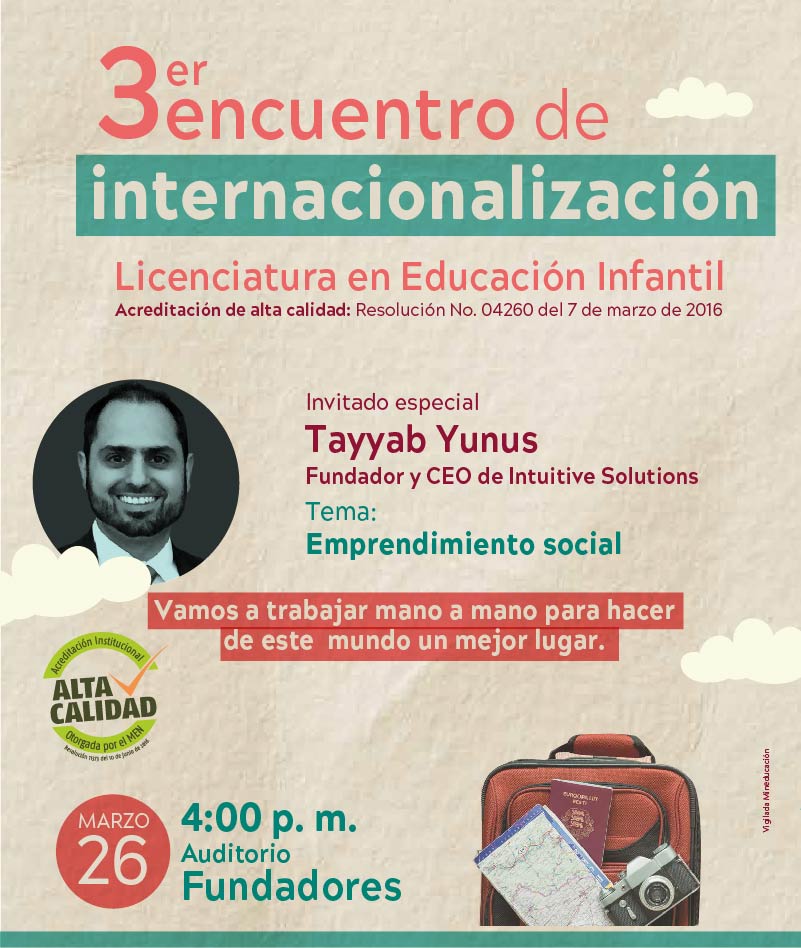 3er encuentro de
internacionalización
Licenciatura en Educación Infantil
Acreditación de alta calidad: Resolución No. 04260 del 7 de marzo de 2016
Invitado especial
Tayyab Yunus
Fundador y CEO de Intuitive Solutions
Tema:
Emprendimiento social
Vamos a trabajar mano a mano para hacer
de este mundo un mejor lugar.
Acreditación Institucional
ALTA
CALIDAD
Otorgada por el MEN
Vigilada Mineducación
MARZO
26
4:00 p. m.
Auditorio
Fundadores